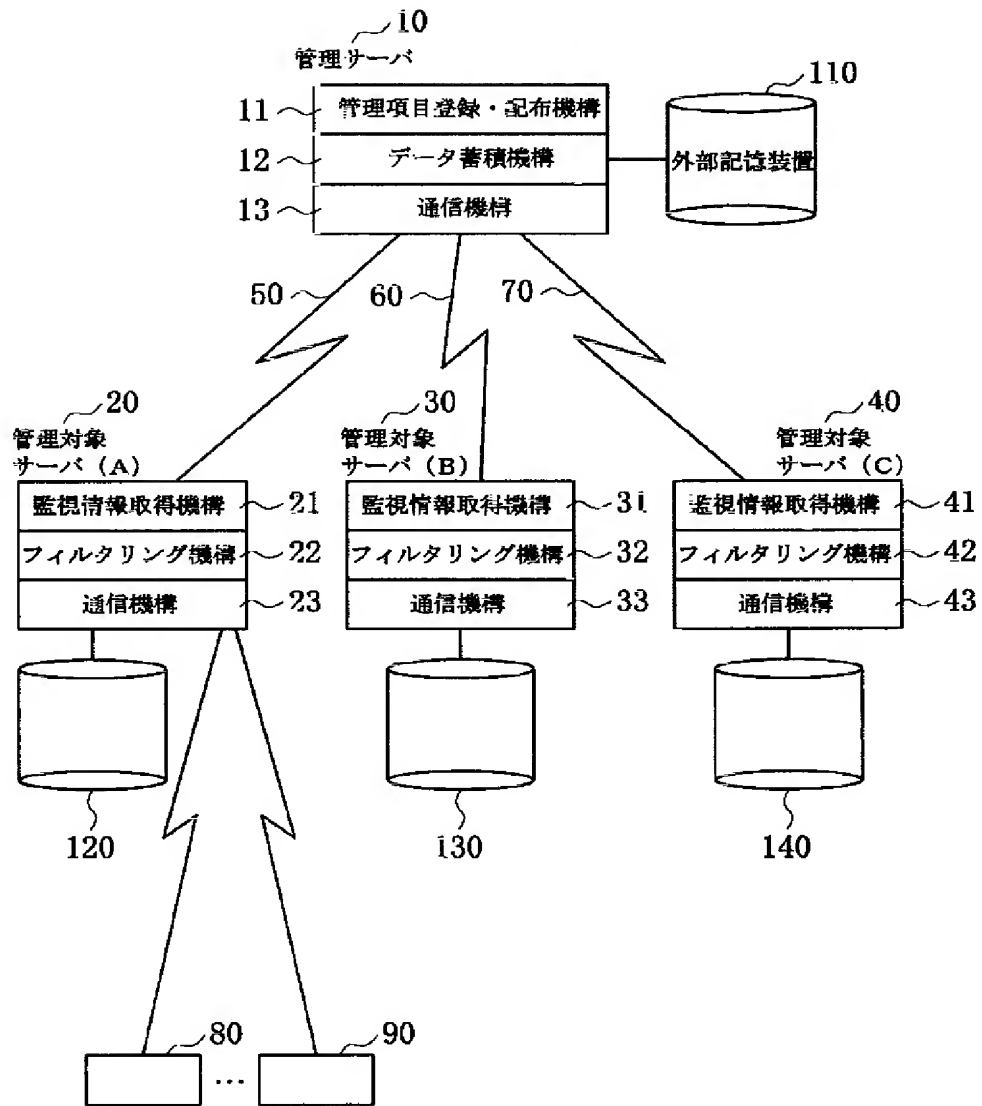 10
管理サーバ
110
11
管理項目登録・配布機構
12
データ蓄積機構
外部記憶装置
13
通信機構
50
60
70
20
管理対象
サーバ（A）
30
管理対象
サーバ（B）
40
管理対象
サーバ（C）
監視情報取得機構
21
監視情報取得機構
31
監視情報取得機構
41
フィルタリング機構
22
フィルタリング機構
32
フィルタリング機構
42
通信機構
23
通信機構
33
通信機構
43
120
130
140
80
…
90